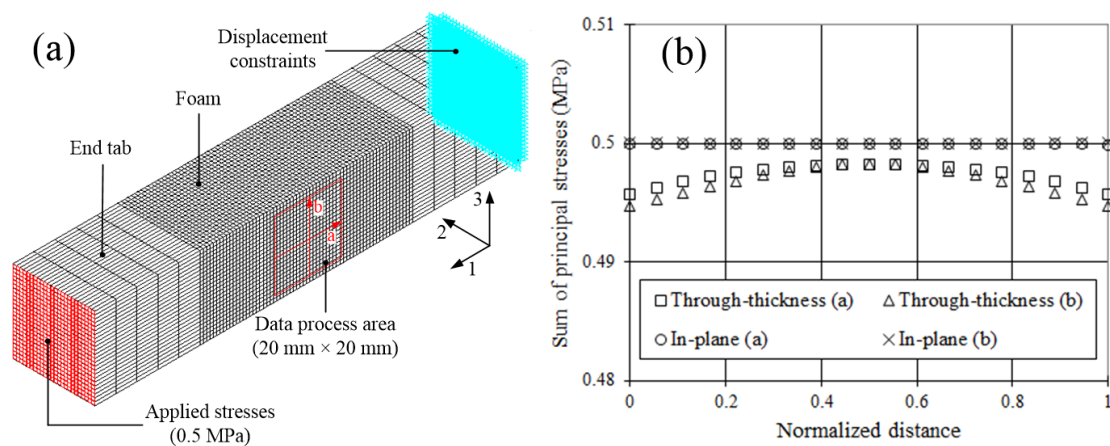 (a)
Displacement
constraints
Foam
End tab
b
a
3
2
1
Data process area
(20 mm × 20 mm)
Applied stresses
(0.5 MPa)
(b)
Sum of principal stresses (MPa)
0.51
0.5
0.49
0.48
Through-thickness (a) Through-thickness (b)
In-plane (a) In-plane (b)
0 0.2 0.4 0.6 0.8 1
Normalized distance